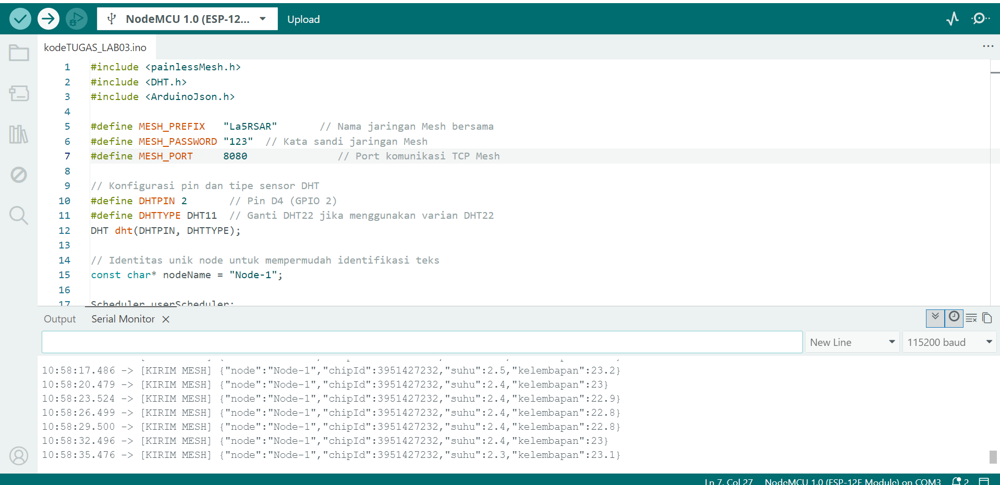 NodeMCU 1.0 (ESP-12...
Upload
kodeTUGAS_LAB03.ino
1 #include <painlessMesh.h>
2 #include <DHT.h>
3 #include <ArduinoJson.h>
4
5 #define MESH_PREFIX "La5RSAR" // Nama jaringan Mesh bersama
6 #define MESH_PASSWORD "123" // Kata sandi jaringan Mesh
7 #define MESH_PORT 8080 // Port komunikasi TCP Mesh
8
9 // Konfigurasi pin dan tipe sensor DHT
10 #define DHTPIN 2 // Pin D4 (GPIO 2)
11 #define DHTTYPE DHT11 // Ganti DHT22 jika menggunakan varian DHT22
12 DHT dht(DHTPIN, DHTTYPE);
13
14 // Identitas unik node untuk mempermudah identifikasi teks
15 const char* nodeName = "Node-1";
16
17 Scheduler userScheduler;
Output Serial Monitor
New Line 115200 baud
10:58:17.486 -> [KIRIM MESH] {"node":"Node-1","chipId":3951427232,"suhu":2.5,"kelembapan":23.2}
10:58:20.479 -> [KIRIM MESH] {"node":"Node-1","chipId":3951427232,"suhu":2.4,"kelembapan":23}
10:58:23.524 -> [KIRIM MESH] {"node":"Node-1","chipId":3951427232,"suhu":2.4,"kelembapan":22.9}
10:58:26.499 -> [KIRIM MESH] {"node":"Node-1","chipId":3951427232,"suhu":2.4,"kelembapan":22.8}
10:58:29.500 -> [KIRIM MESH] {"node":"Node-1","chipId":3951427232,"suhu":2.4,"kelembapan":22.8}
10:58:32.496 -> [KIRIM MESH] {"node":"Node-1","chipId":3951427232,"suhu":2.4,"kelembapan":23}
10:58:35.476 -> [KIRIM MESH] {"node":"Node-1","chipId":3951427232,"suhu":2.3,"kelembapan":23.1}
Ln 7, Col 27 NodeMCU 1.0 (ESP-12E Module) on COM3 2